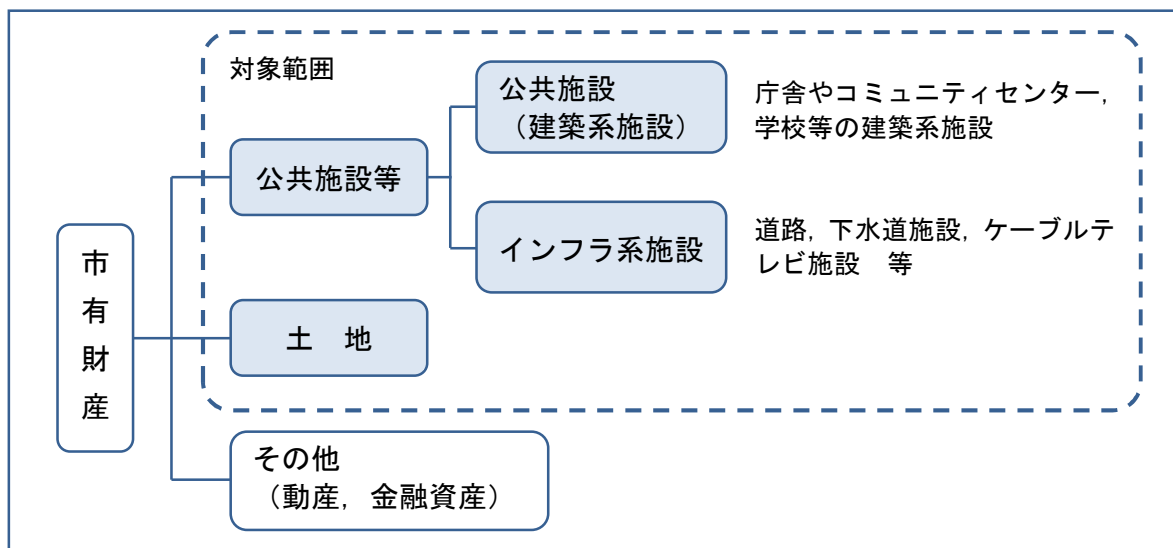 対象範囲
公共施設
（建築系施設）
庁舎やコミュニティセンター，
学校等の建築系施設
公共施設等
インフラ系施設
道路，下水道施設，ケーブルテ
レビ施設　等
市有財産
土　地
その他
（動産，金融資産）